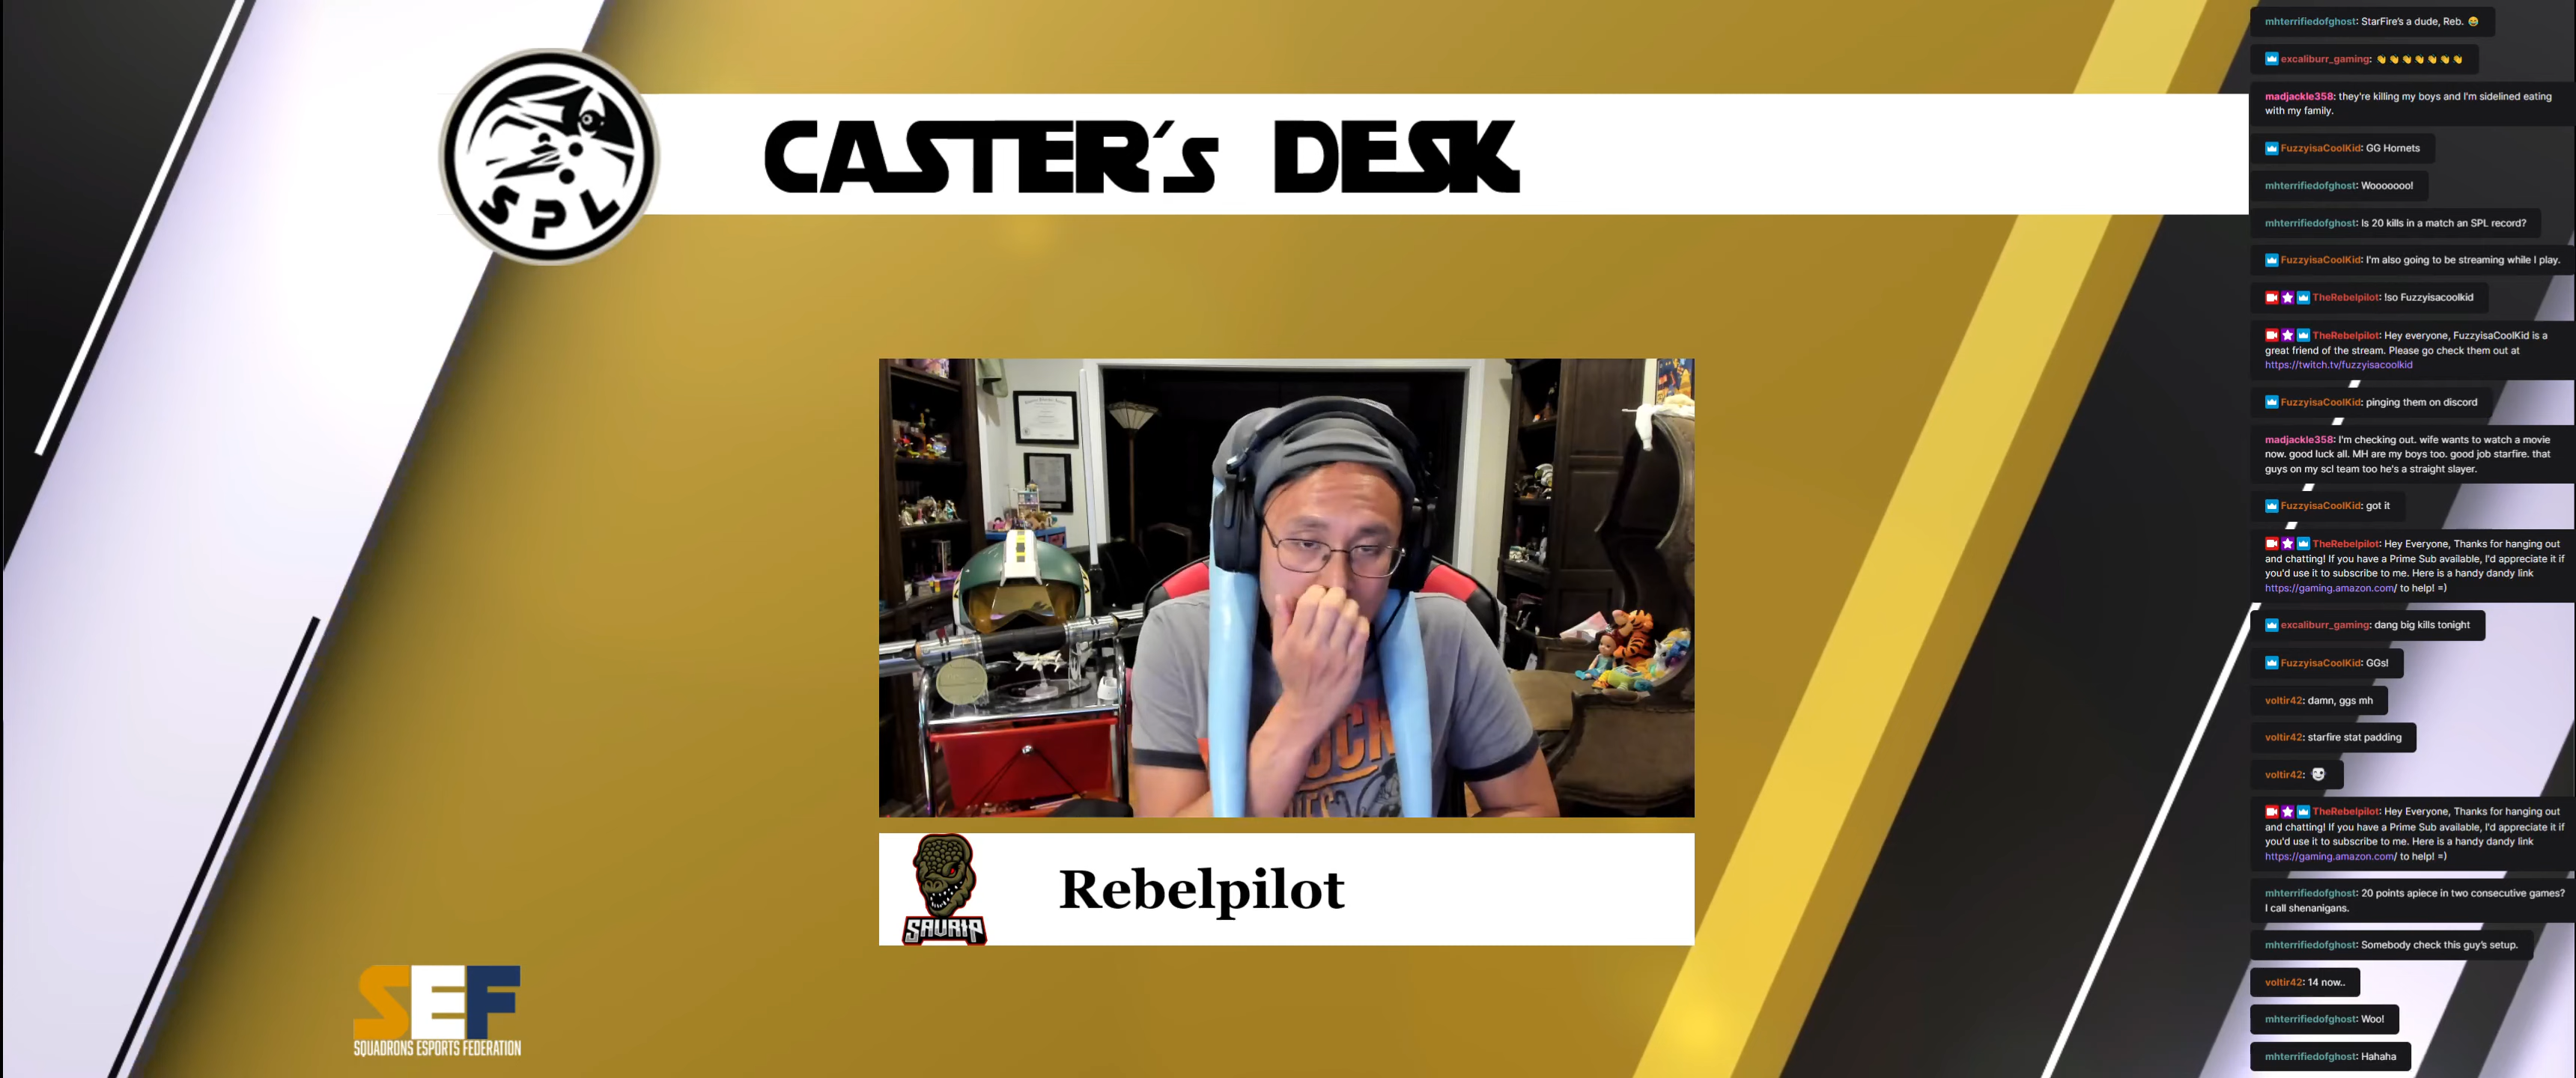 SPL
CASTER's DESK
Rebelpilot
SAURIP
SEF
SQUADRONS ESPORTS FEDERATION
mhterrifiedofghost: StarFire's a dude, Reb. 😂
excaliburr_gaming: 👏👏👏👏👏👏👏
madjackle358: they're killing my boys and I'm sidelined eating
with my family.
FuzzyisaCoolKid: GG Hornets
mhterrifiedofghost: Wooooooo!
mhterrifiedofghost: Is 20 kills in a match an SPL record?
FuzzyisaCoolKid: I'm also going to be streaming while I play.
TheRebelpilot: !so Fuzzyisacoolkid
TheRebelpilot: Hey everyone, FuzzyisaCoolKid is a
great friend of the stream. Please go check them out at
https://twitch.tv/fuzzyisacoolkid
FuzzyisaCoolKid: pinging them on discord
madjackle358: I'm checking out. wife wants to watch a movie
now. good luck all. MH are my boys too. good job starfire. that
guys on my scl team too he's a straight slayer.
FuzzyisaCoolKid: got it
TheRebelpilot: Hey Everyone, Thanks for hanging out
and chatting! If you have a Prime Sub available, I'd appreciate it if
you'd use it to subscribe to me. Here is a handy dandy link
https://gaming.amazon.com/ to help! =)
excaliburr_gaming: dang big kills tonight
FuzzyisaCoolKid: GGs!
voltir42: damn, ggs mh
voltir42: starfire stat padding
voltir42:
TheRebelpilot: Hey Everyone, Thanks for hanging out
and chatting! If you have a Prime Sub available, I'd appreciate it if
you'd use it to subscribe to me. Here is a handy dandy link
https://gaming.amazon.com/ to help! =)
mhterrifiedofghost: 20 points apiece in two consecutive games?
I call shenanigans.
mhterrifiedofghost: Somebody check this guy's setup.
voltir42: 14 now..
mhterrifiedofghost: Woo!
mhterrifiedofghost: Hahaha